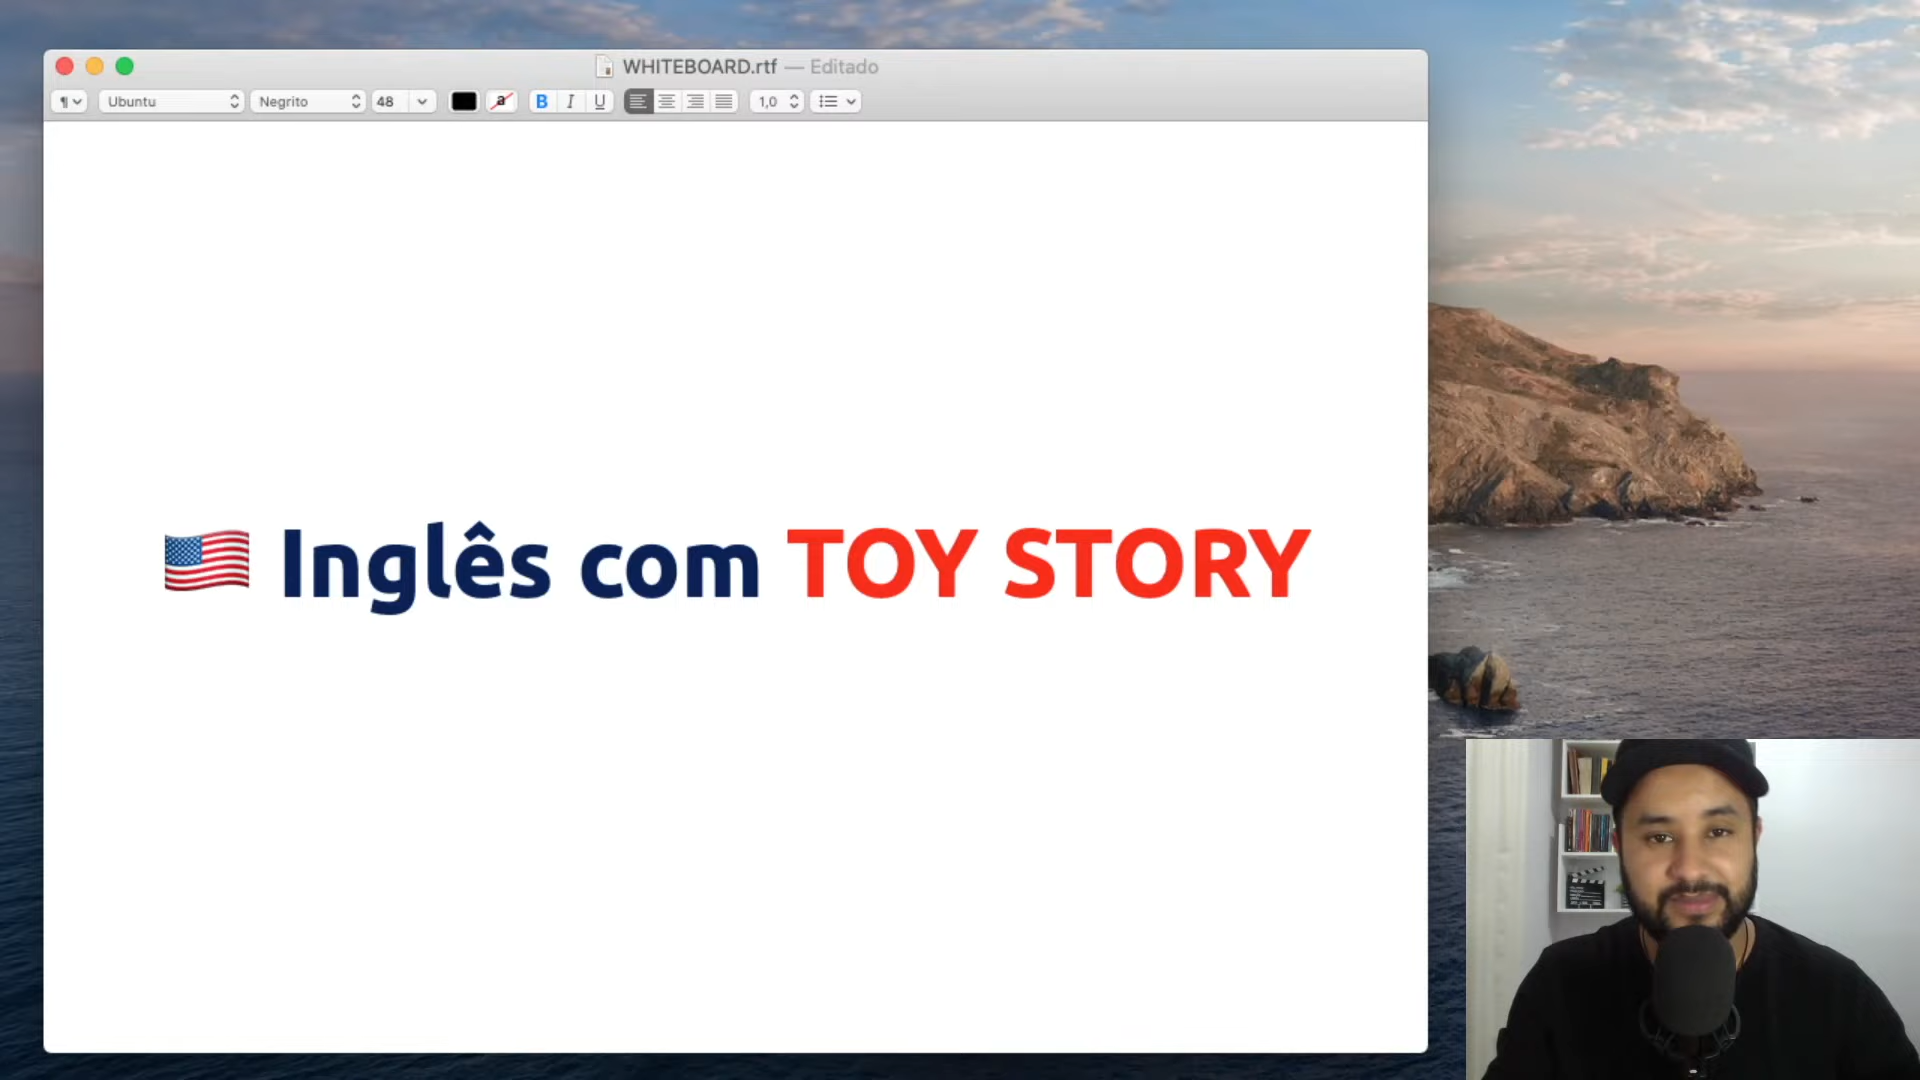 WHITEBOARD.rtf — Editado
¶ Ubuntu Negrito 48 a B I U 1,0
🇺🇸 Inglês com TOY STORY